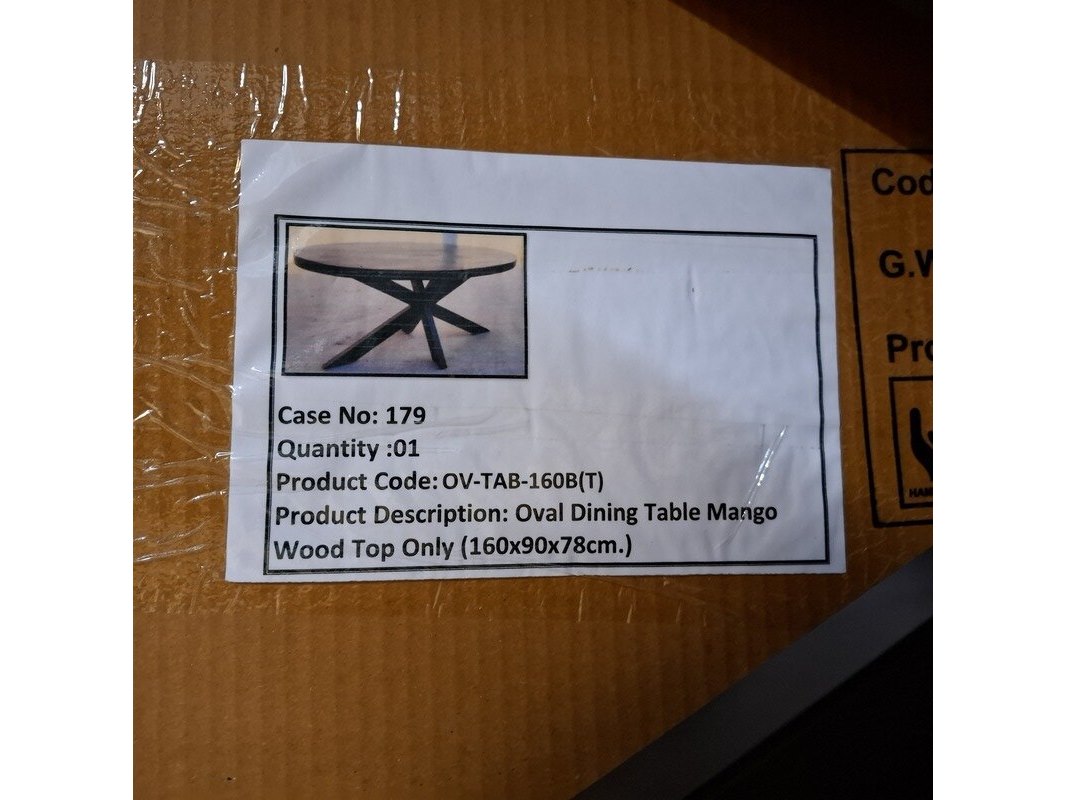 Case No: 179
Quantity :01
Product Code: OV-TAB-160B(T)
Product Description: Oval Dining Table Mango
Wood Top Only (160x90x78cm.)
Cod
G.W
Pro
HAN